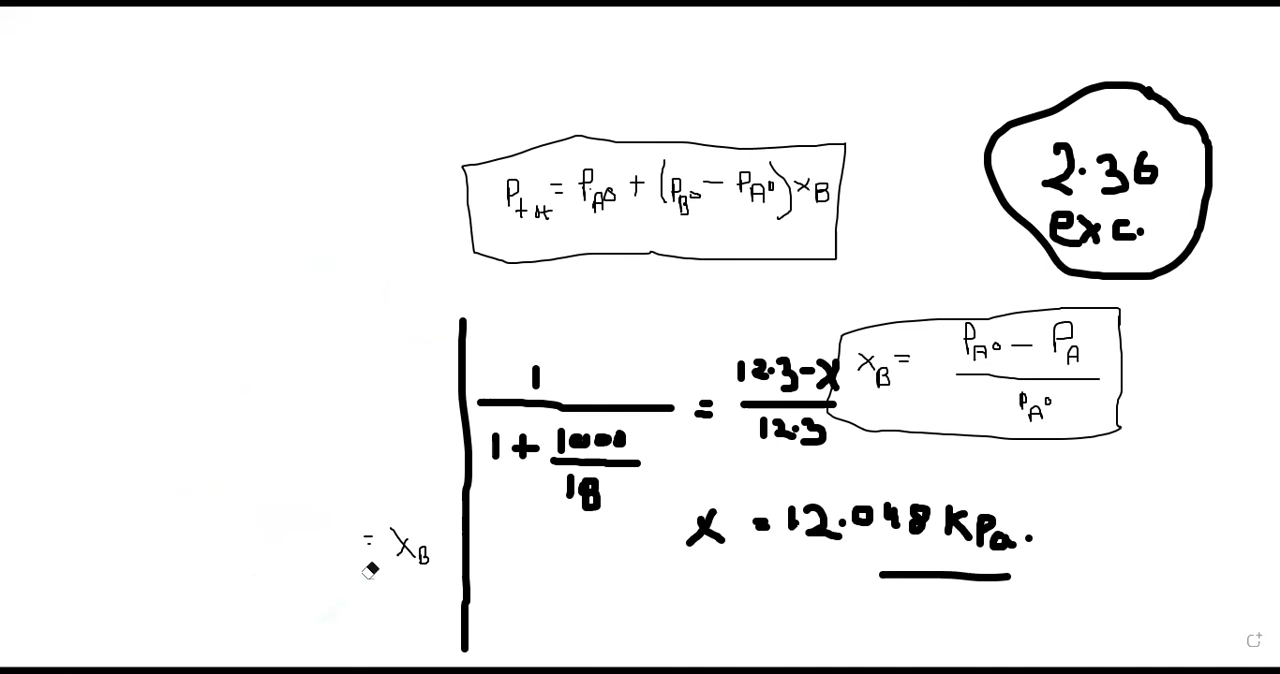 P_tot = P_A° + (P_B° − P_A°) x_B
2.36
exc.
x_B = (P_A° − P_A) / P_A°
1 / (1 + 1000/18) = (12.3 − x) / 12.3
x = 12.048 KPa.
= x_B